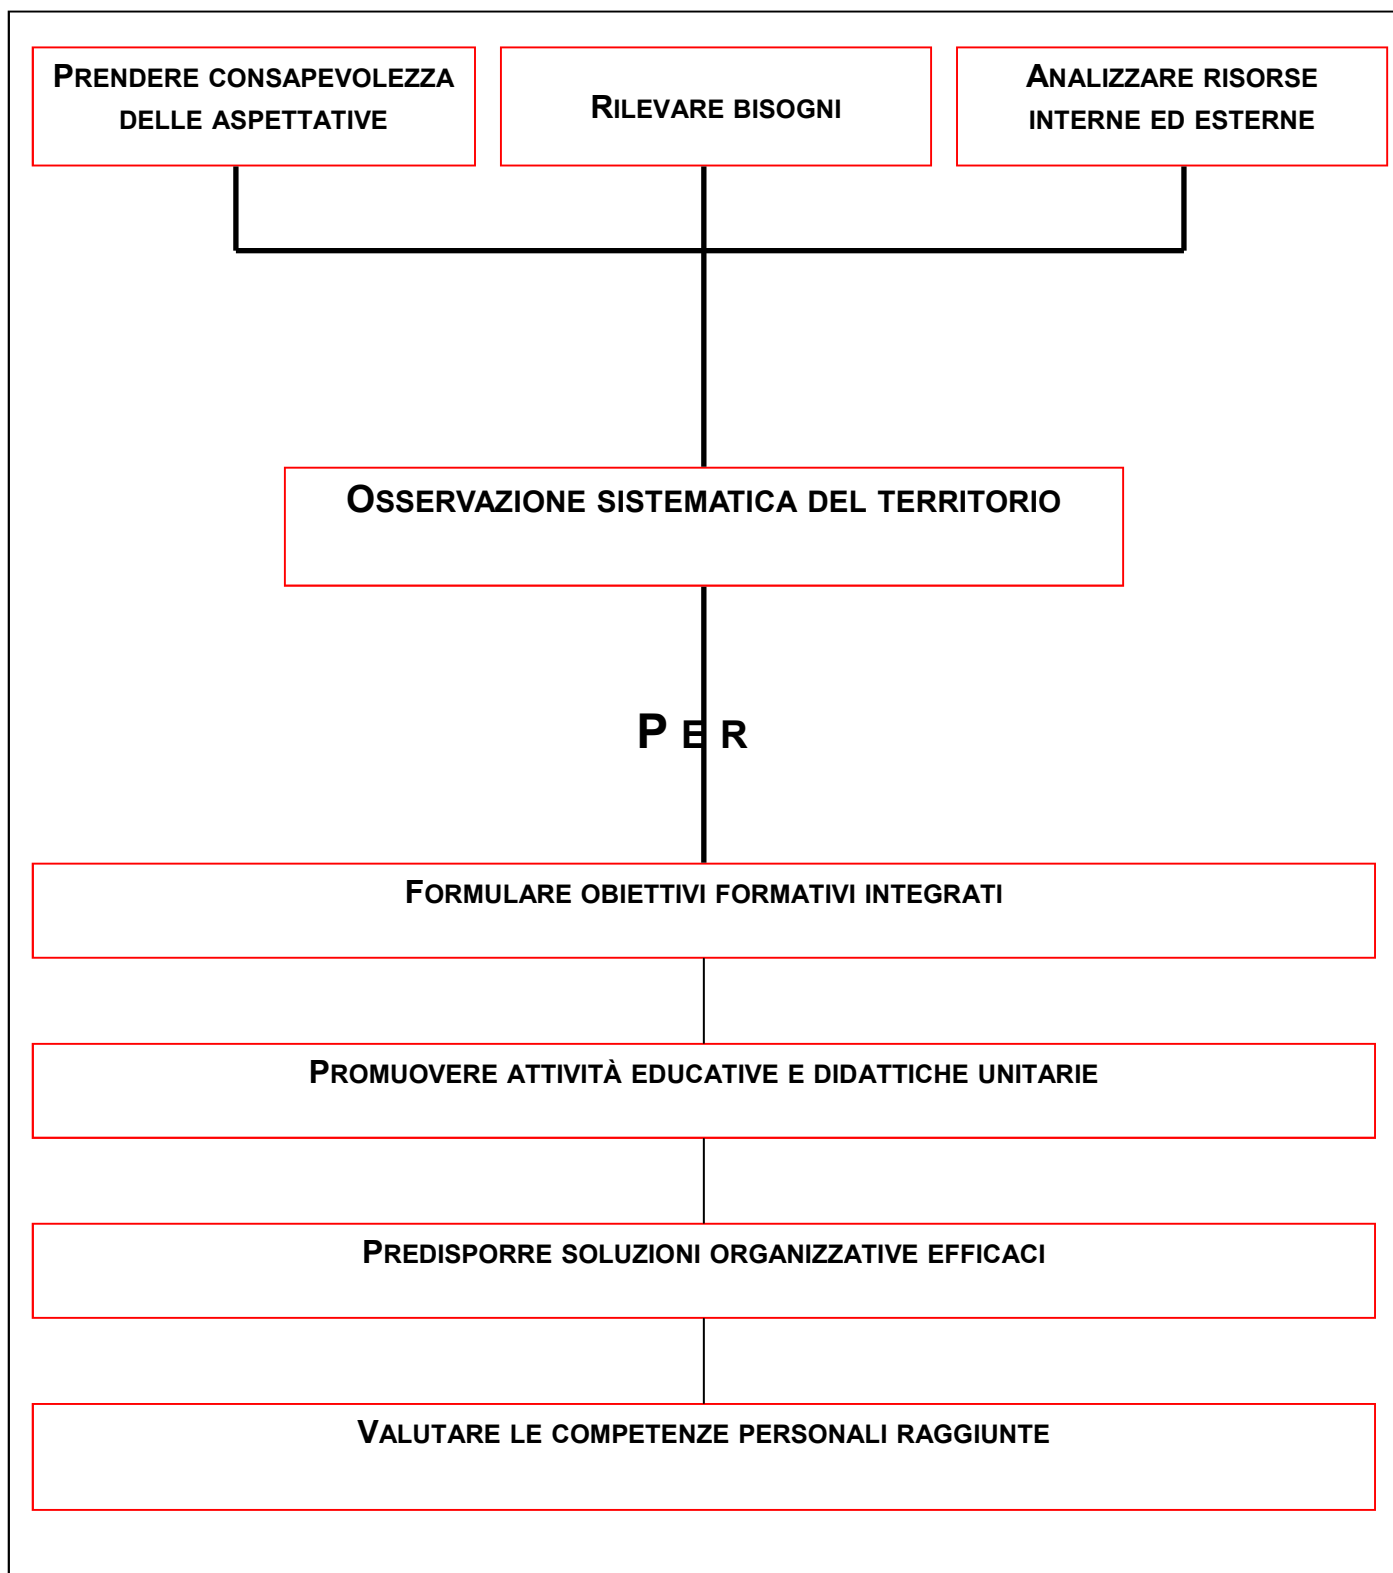 PRENDERE CONSAPEVOLEZZA
DELLE ASPETTATIVE
RILEVARE BISOGNI
ANALIZZARE RISORSE
INTERNE ED ESTERNE
OSSERVAZIONE SISTEMATICA DEL TERRITORIO
P E R
FORMULARE OBIETTIVI FORMATIVI INTEGRATI
PROMUOVERE ATTIVITÀ EDUCATIVE E DIDATTICHE UNITARIE
PREDISPORRE SOLUZIONI ORGANIZZATIVE EFFICACI
VALUTARE LE COMPETENZE PERSONALI RAGGIUNTE